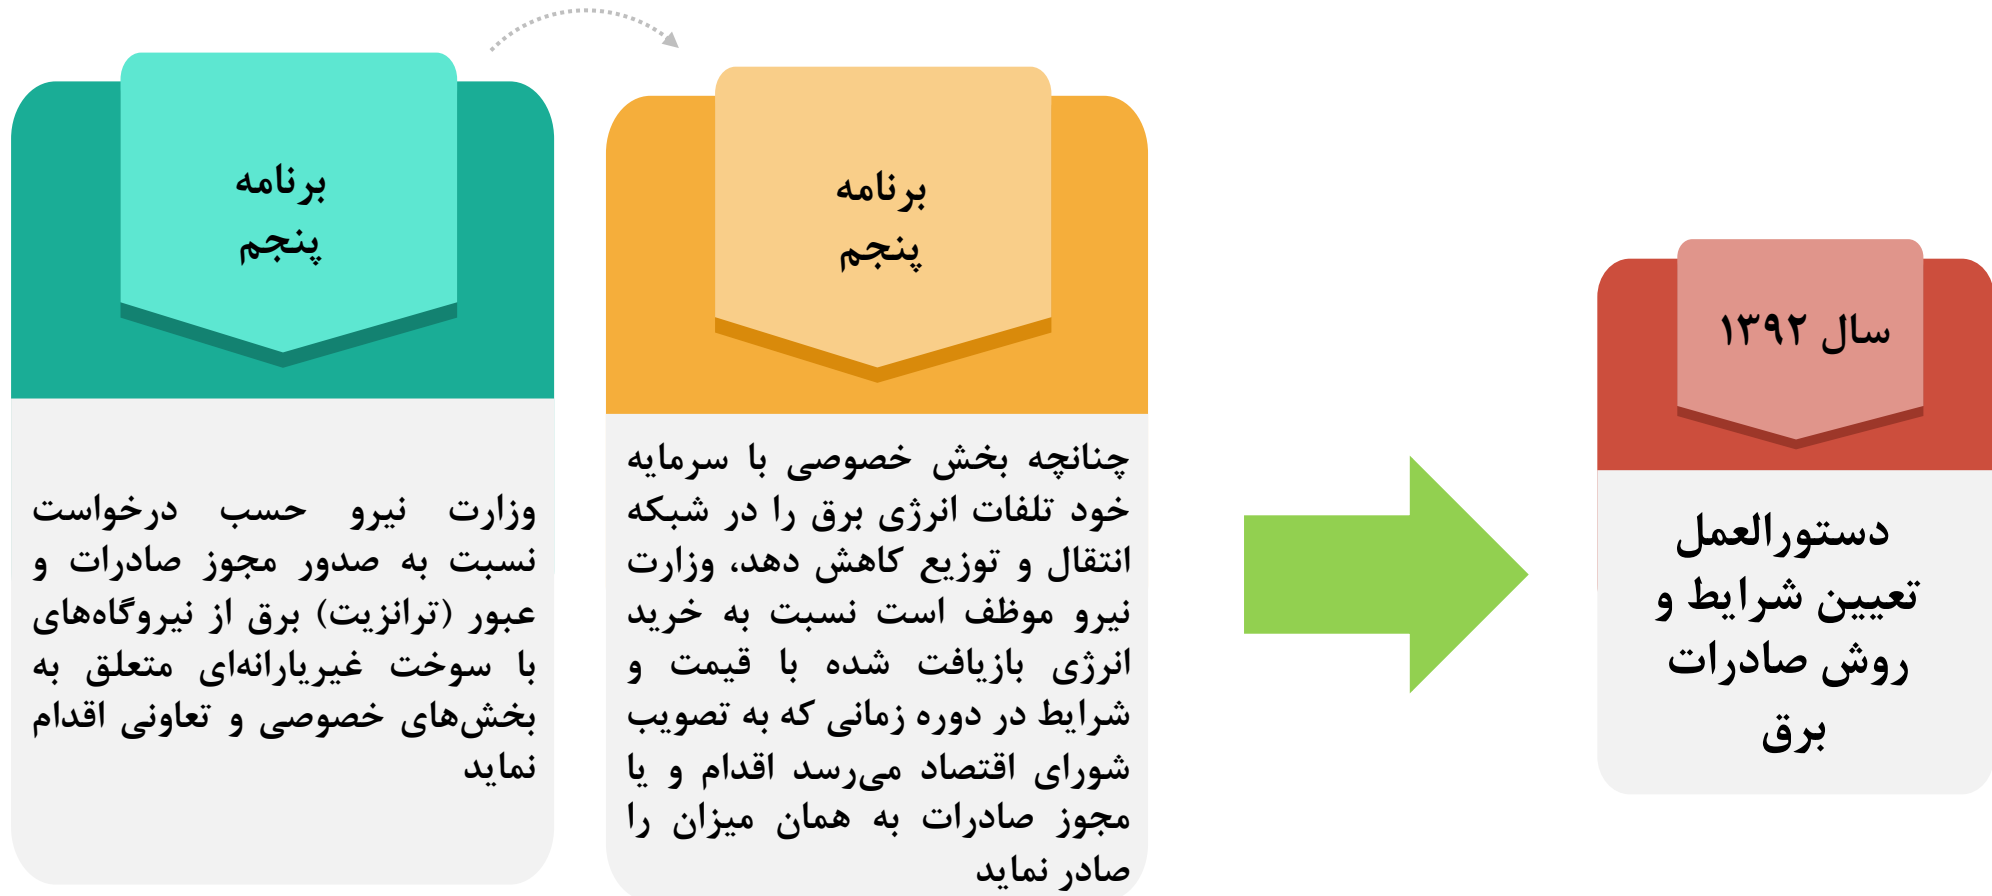 برنامه
پنجم
وزارت نیرو حسب درخواست
نسبت به صدور مجوز صادرات و
عبور (ترانزیت) برق از نیروگاه‌های
با سوخت غیریارانه‌ای متعلق به
بخش‌های خصوصی و تعاونی اقدام
نماید
برنامه
پنجم
چنانچه بخش خصوصی با سرمایه
خود تلفات انرژی برق را در شبکه
انتقال و توزیع کاهش دهد، وزارت
نیرو موظف است نسبت به خرید
انرژی بازیافت شده با قیمت و
شرایط در دوره زمانی که به تصویب
شورای اقتصاد می‌رسد اقدام و یا
مجوز صادرات به همان میزان را
صادر نماید
سال ۱۳۹۲
دستورالعمل
تعیین شرایط و
روش صادرات
برق